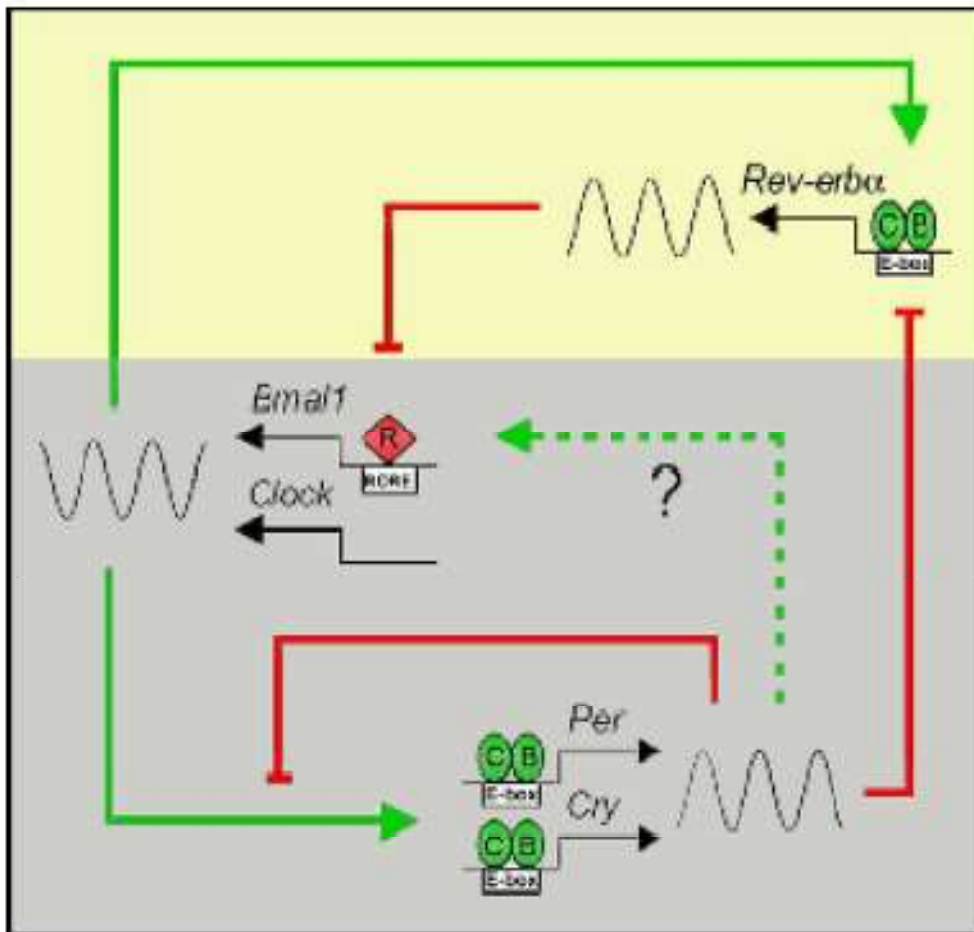 Rev-erbα
C B
E-box
Bmal1
R
RORE
Clock
?
Per
C B
E-box
Cry
C B
E-box